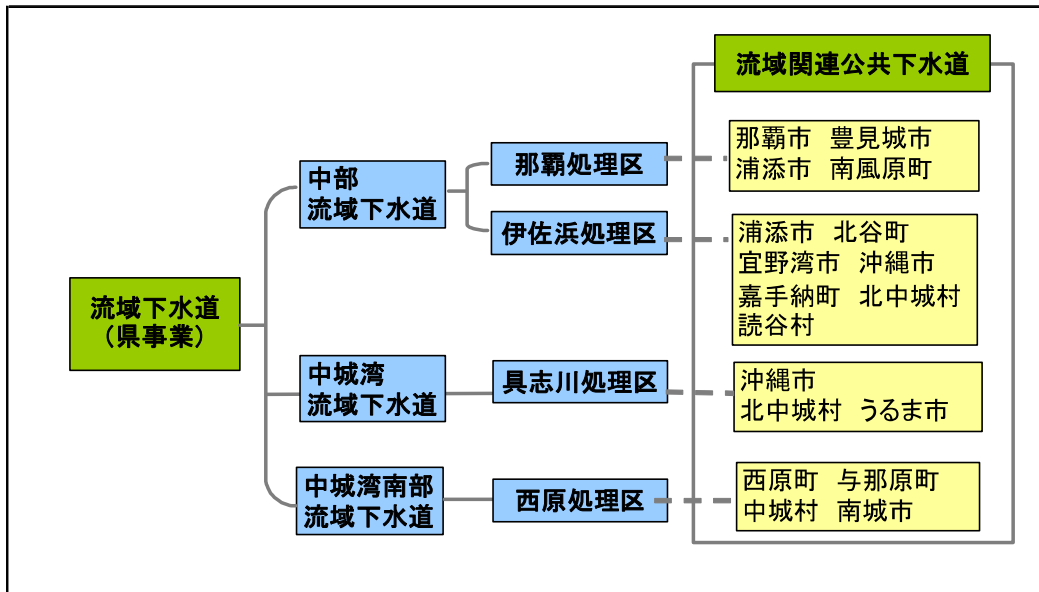 流域関連公共下水道
流域下水道
(県事業)
中部
流域下水道
那覇処理区
那覇市 豊見城市
浦添市 南風原町
伊佐浜処理区
浦添市 北谷町
宜野湾市 沖縄市
嘉手納町 北中城村
読谷村
中城湾
流域下水道
具志川処理区
沖縄市
北中城村 うるま市
中城湾南部
流域下水道
西原処理区
西原町 与那原町
中城村 南城市